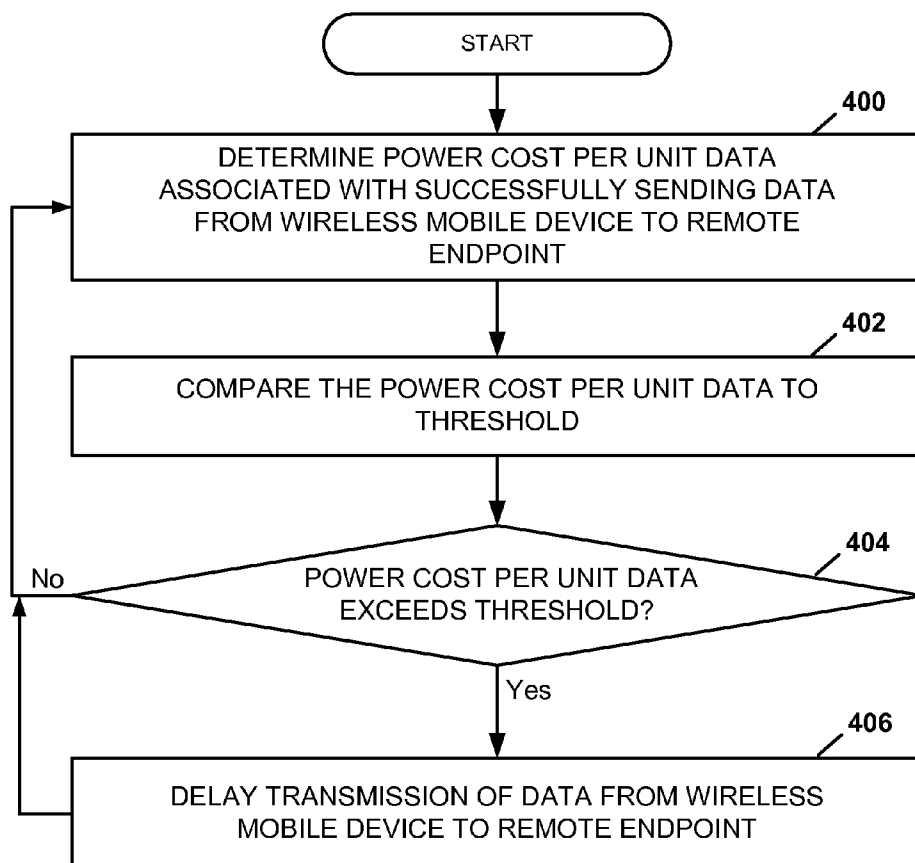 START
400
DETERMINE POWER COST PER UNIT DATA
ASSOCIATED WITH SUCCESSFULLY SENDING DATA
FROM WIRELESS MOBILE DEVICE TO REMOTE
ENDPOINT
402
COMPARE THE POWER COST PER UNIT DATA TO
THRESHOLD
404
POWER COST PER UNIT DATA
EXCEEDS THRESHOLD?
No
Yes
406
DELAY TRANSMISSION OF DATA FROM WIRELESS
MOBILE DEVICE TO REMOTE ENDPOINT